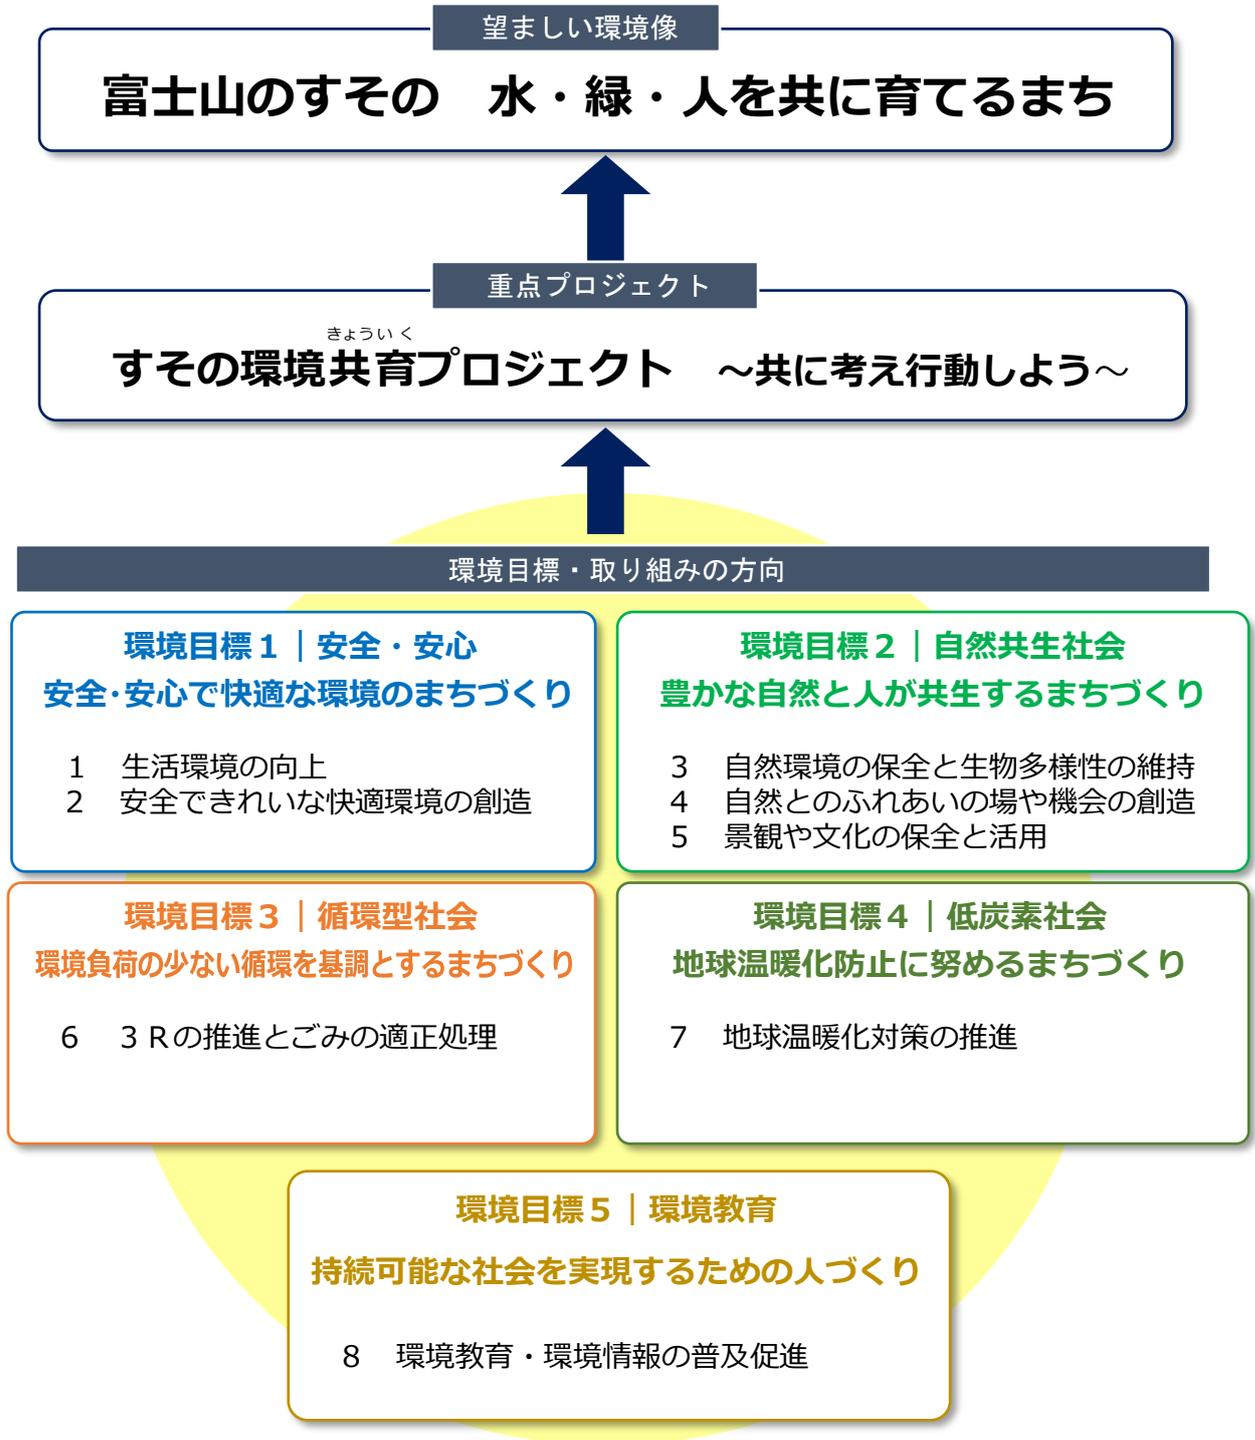 望ましい環境像
富士山のすその　水・緑・人を共に育てるまち
重点プロジェクト
きょういく
すその環境共育プロジェクト　～共に考え行動しよう～
環境目標・取り組みの方向
環境目標１｜安全・安心
安全・安心で快適な環境のまちづくり
1　生活環境の向上
2　安全できれいな快適環境の創造
環境目標２｜自然共生社会
豊かな自然と人が共生するまちづくり
3　自然環境の保全と生物多様性の維持
4　自然とのふれあいの場や機会の創造
5　景観や文化の保全と活用
環境目標３｜循環型社会
環境負荷の少ない循環を基調とするまちづくり
6　３Ｒの推進とごみの適正処理
環境目標４｜低炭素社会
地球温暖化防止に努めるまちづくり
7　地球温暖化対策の推進
環境目標５｜環境教育
持続可能な社会を実現するための人づくり
8　環境教育・環境情報の普及促進